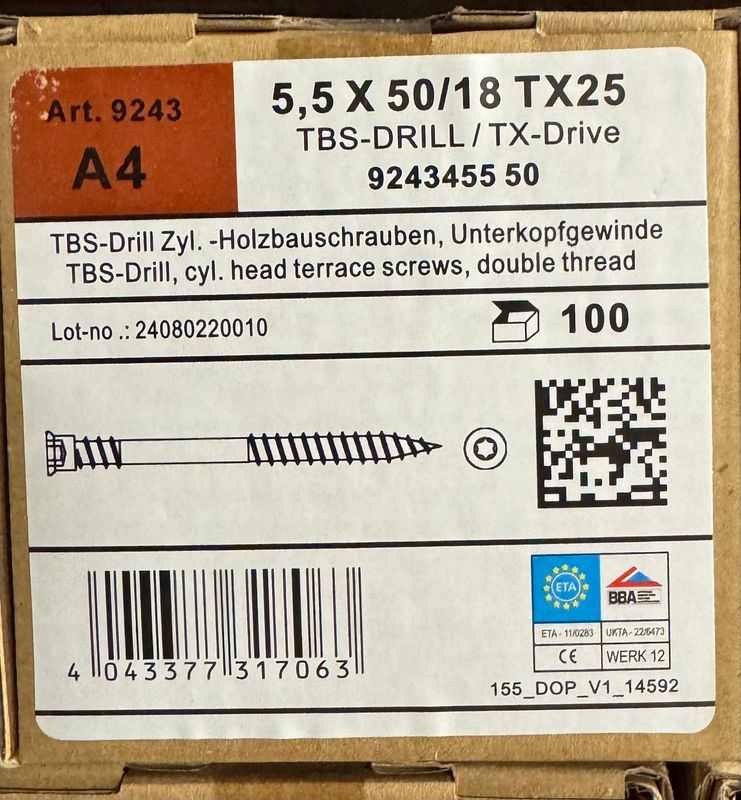 Art. 9243
A4
5,5 X 50/18 TX25
TBS-DRILL / TX-Drive
9243455 50
TBS-Drill Zyl. -Holzbauschrauben, Unterkopfgewinde
TBS-Drill, cyl. head terrace screws, double thread
Lot-no .: 24080220010
100
ETA
BBA
ETA - 11/0283
UKTA - 22/6473
CE
WERK 12
4 043377 317063
155_DOP_V1_14592